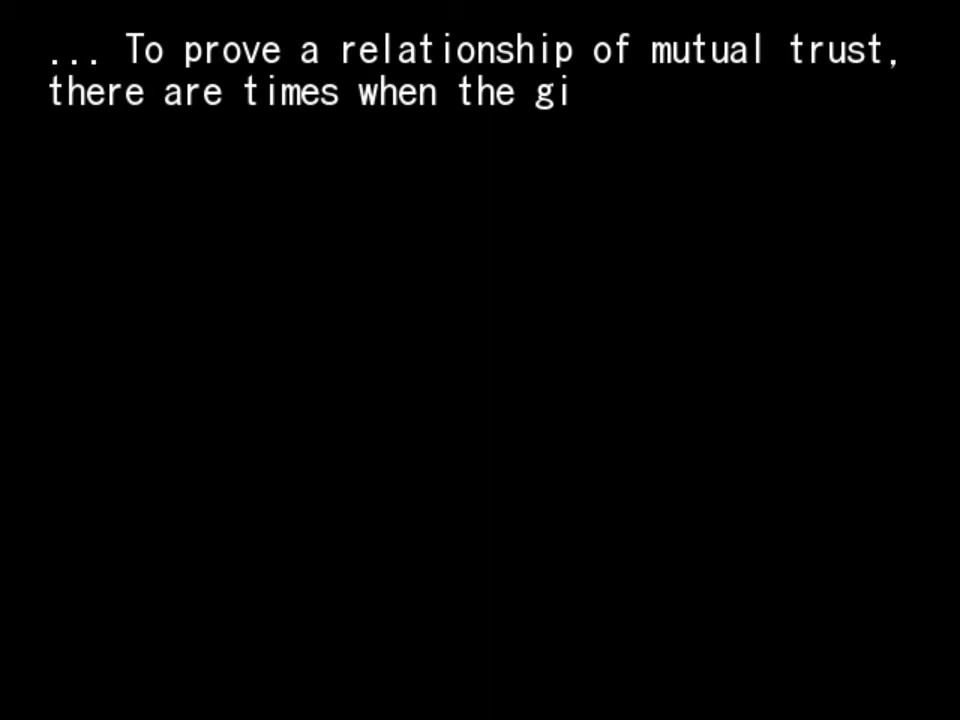 ... To prove a relationship of mutual trust,
there are times when the gi